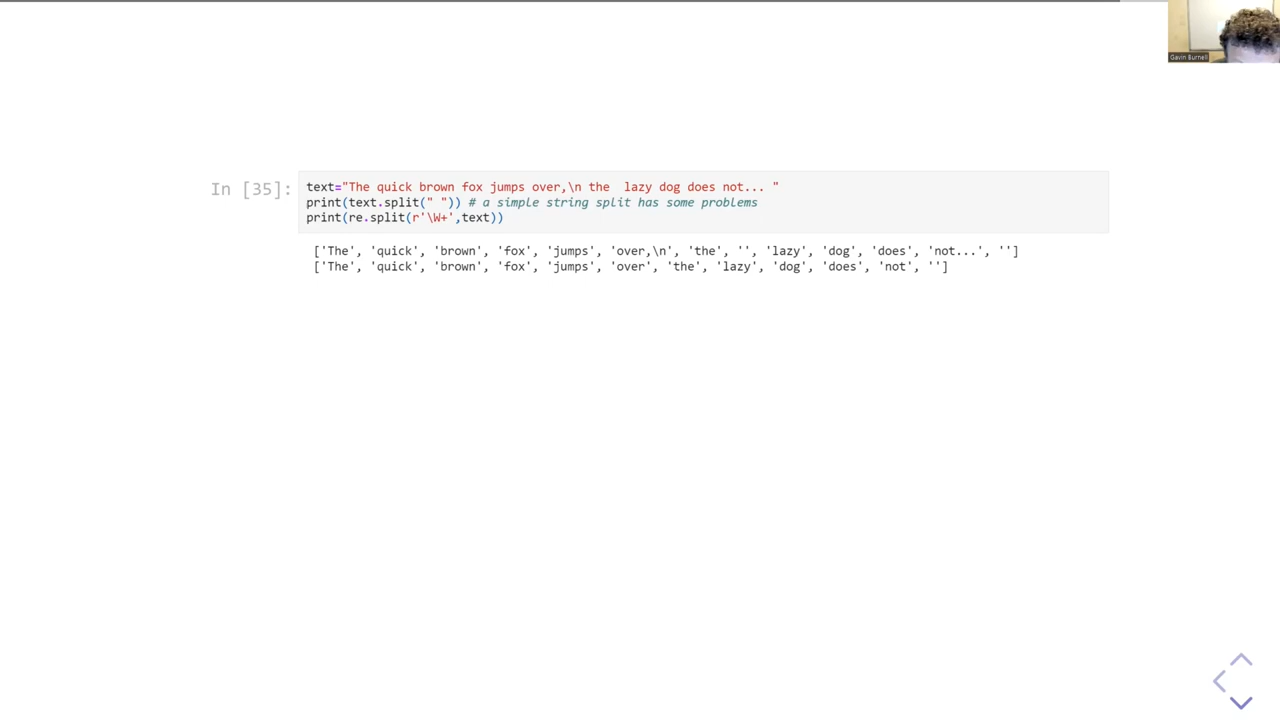 Gavin Burnell
In [35]:
text="The quick brown fox jumps over,\n the  lazy dog does not... "
print(text.split(" ")) # a simple string split has some problems
print(re.split(r'\W+',text))
['The', 'quick', 'brown', 'fox', 'jumps', 'over,\n', 'the', '', 'lazy', 'dog', 'does', 'not...', '']
['The', 'quick', 'brown', 'fox', 'jumps', 'over', 'the', 'lazy', 'dog', 'does', 'not', '']